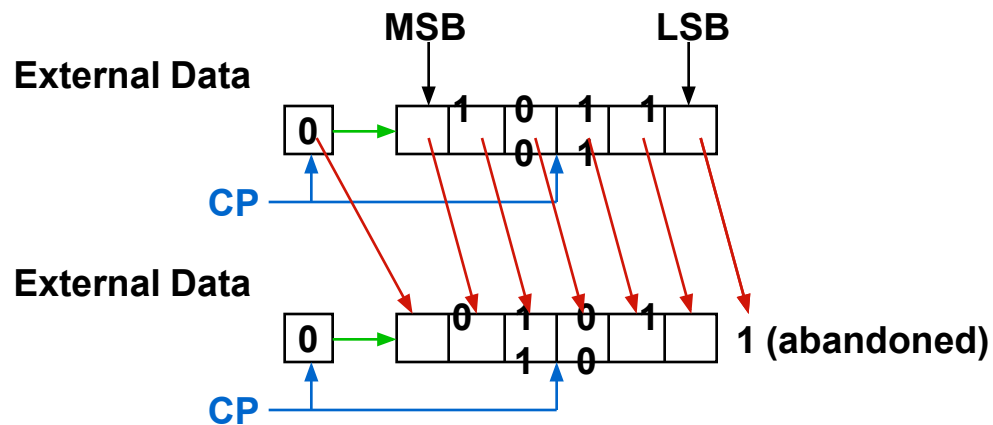 MSB LSB
External Data
1 0 1 1
0
0 1
CP
External Data
0 1 0 1
0 1 (abandoned)
1 0
CP